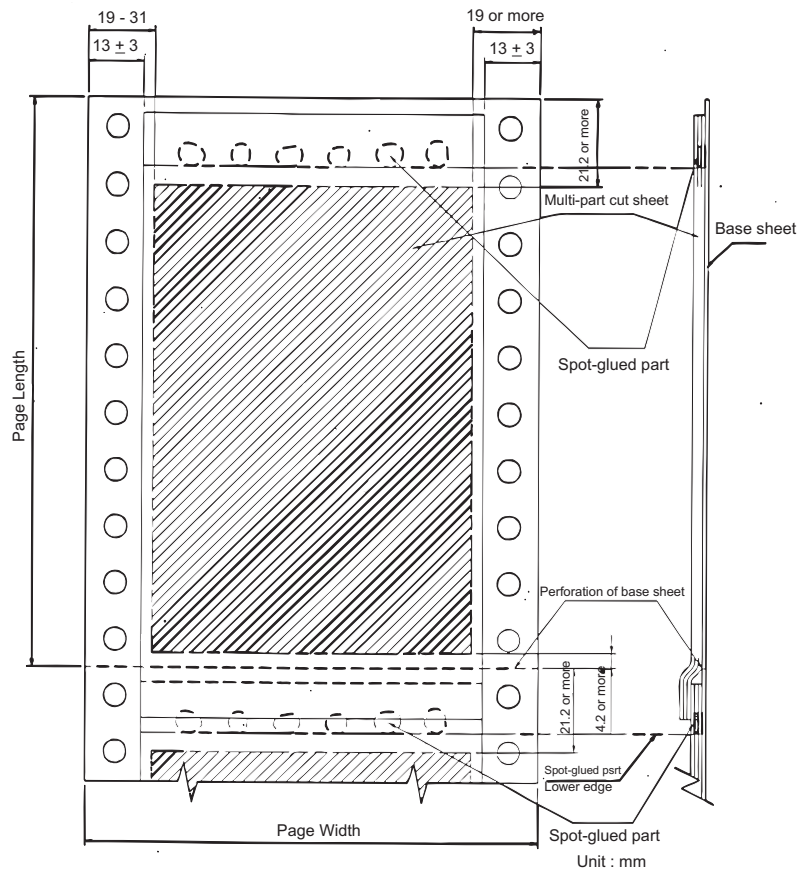 19 - 31
19 or more
13 ± 3
13 ± 3
21.2 or more
Multi-part cut sheet
Base sheet
Spot-glued part
Page Length
Perforation of base sheet
21.2 or more
4.2 or more
Spot-glued psrt
Lower edge
Page Width
Spot-glued part
Unit : mm